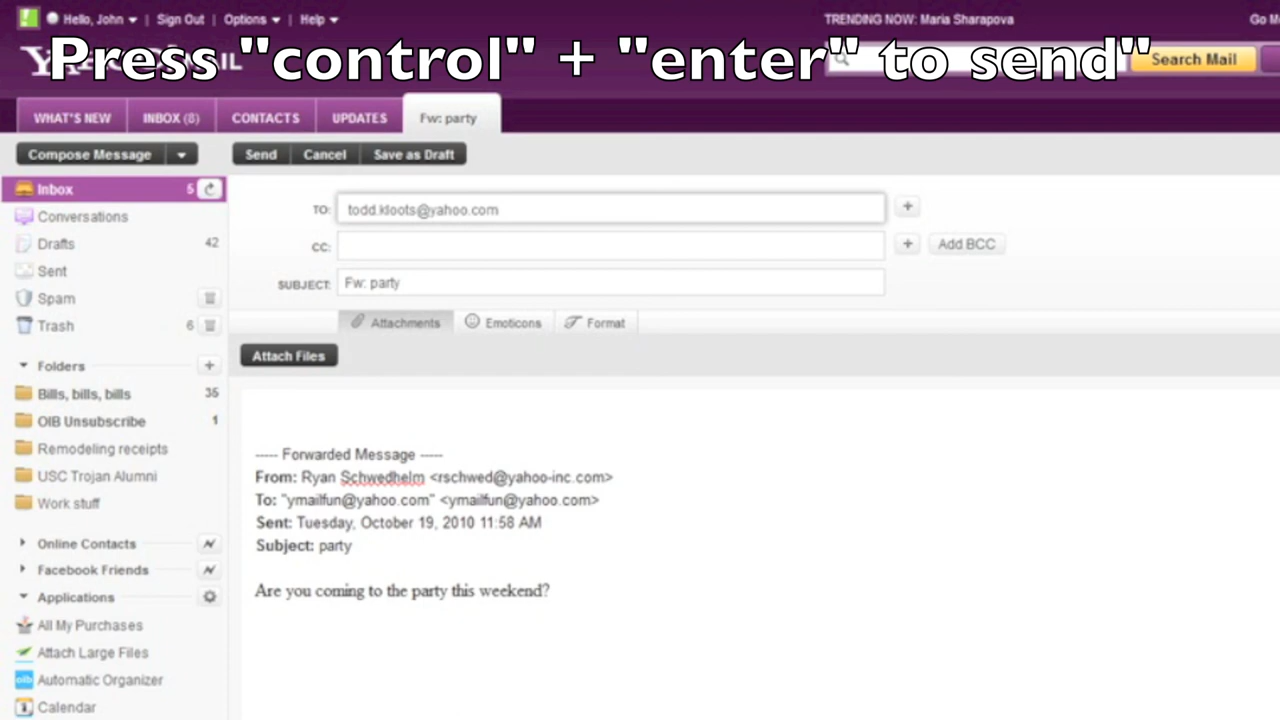 Hello, John | Sign Out | Options | Help TRENDING NOW: Maria Sharapova
Press "control" + "enter" to send"
MAIL Search Mail
WHAT'S NEW INBOX (8) CONTACTS UPDATES Fw: party
Compose Message Send Cancel Save as Draft
Inbox 5
TO: todd.kloots@yahoo.com
Conversations
Drafts 42
CC: Add BCC
Sent
SUBJECT: Fw: party
Spam
Trash 6
Attachments Emoticons Format
Attach Files
Folders
Bills, bills, bills 35
OIB Unsubscribe 1
Remodeling receipts
USC Trojan Alumni
Work stuff
Online Contacts
Facebook Friends
Applications
All My Purchases
Attach Large Files
oib Automatic Organizer
Calendar
----- Forwarded Message -----
From: Ryan Schwedhelm <rschwed@yahoo-inc.com>
To: "ymailfun@yahoo.com" <ymailfun@yahoo.com>
Sent: Tuesday, October 19, 2010 11:58 AM
Subject: party
Are you coming to the party this weekend?